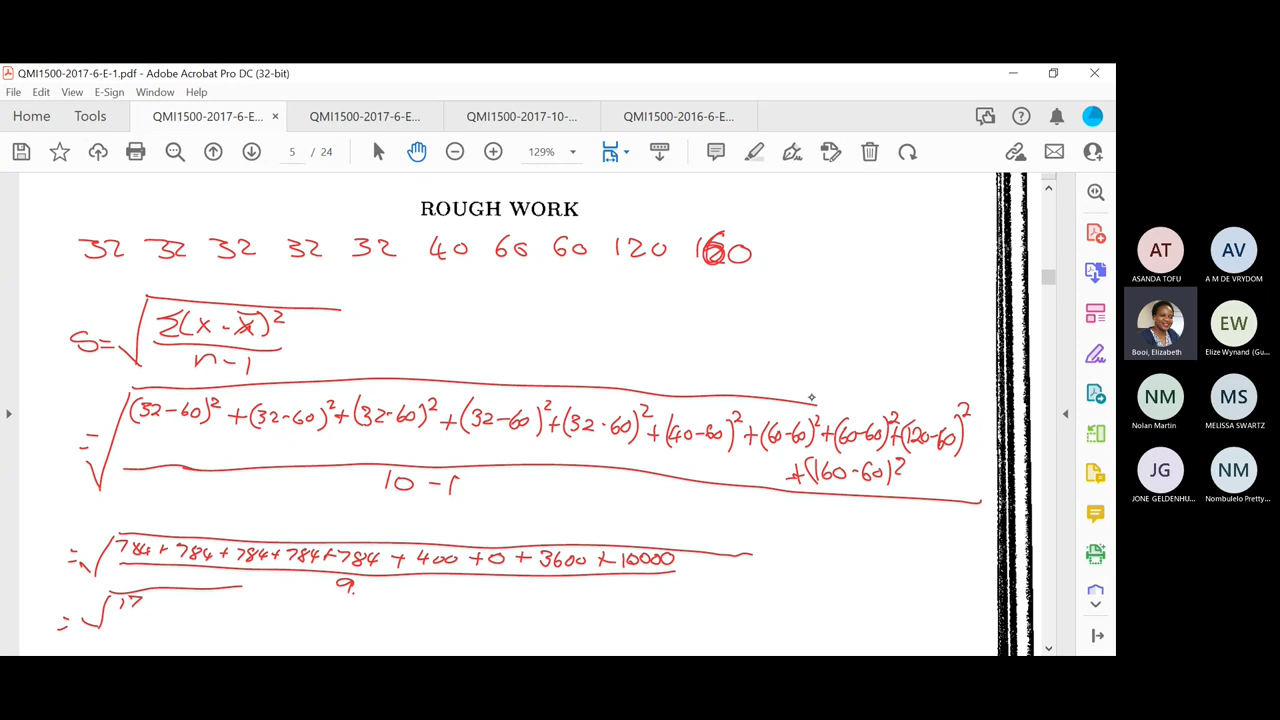 QMI1500-2017-6-E-1.pdf - Adobe Acrobat Pro DC (32-bit)
File Edit View E-Sign Window Help
Home Tools QMI1500-2017-6-E... × QMI1500-2017-6-E... QMI1500-2017-10-... QMI1500-2016-6-E...
5 / 24 129%
ROUGH WORK
32 32 32 32 32 40 60 60 120 160
S=√Σ(x-x̄)²
n-1
=√(32-60)²+(32-60)²+(32-60)²+(32-60)²+(32-60)²+(40-60)²+(60-60)²+(60-60)²+(120-60)²
+(160-60)²
10-1
=√784+784+784+784+784+400+0+3600+10000
9
=√17
AT AV
ASANDA TOFU A M DE VRYDOM
EW
Booi, Elizabeth Elize Wynand (Gu...
NM MS
Nolan Martin MELISSA SWARTZ
JG NM
JONE GELDENHU... Nombulelo Pretty...